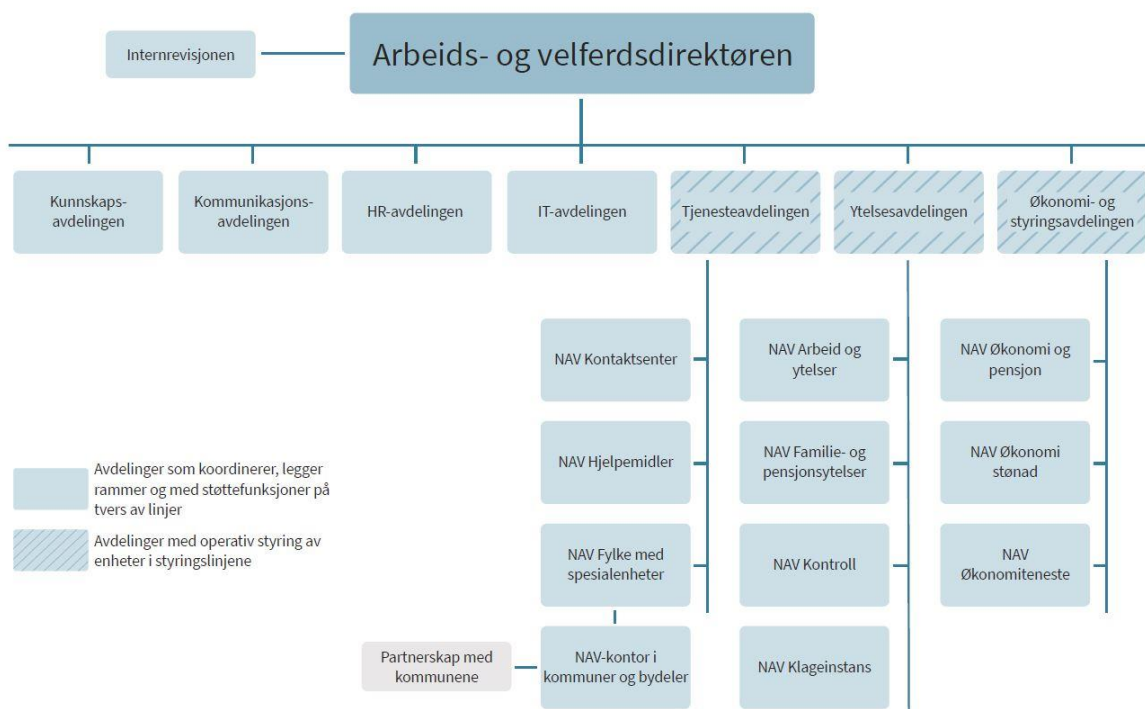 Internrevisjonen
Arbeids- og velferdsdirektøren
Kunnskaps-
avdelingen
Kommunikasjons-
avdelingen
HR-avdelingen
IT-avdelingen
Tjenesteavdelingen
Ytelsesavdelingen
Økonomi- og
styringsavdelingen
NAV Kontaktsenter
NAV Arbeid og
ytelser
NAV Økonomi og
pensjon
NAV Hjelpemidler
NAV Familie- og
pensjonsytelser
NAV Økonomi
stønad
NAV Fylke med
spesialenheter
NAV Kontroll
NAV
Økonomiteneste
Partnerskap med
kommunene
NAV-kontor i
kommuner og bydeler
NAV Klageinstans
Avdelinger som koordinerer, legger
rammer og med støttefunksjoner på
tvers av linjer
Avdelinger med operativ styring av
enheter i styringslinjene